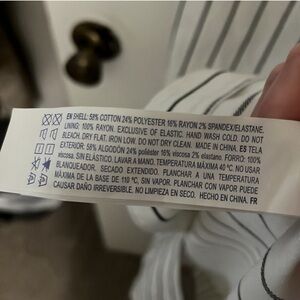 EN SHELL: 58% COTTON 24% POLYESTER 16% RAYON 2% SPANDEX/ELASTANE.
LINING: 100% RAYON. EXCLUSIVE OF ELASTIC. HAND WASH COLD. DO NOT
BLEACH. DRY FLAT. IRON LOW. DO NOT DRY CLEAN. MADE IN CHINA. ES TELA
EXTERIOR: 58% ALGODÓN 24% poliéster 16% viscosa 2% elastano. FORRO: 100%
viscosa. SIN ELÁSTICO. LAVAR A MANO. TEMPERATURA MÁXIMA 40 °C. NO USAR
BLANQUEADOR. SECADO EXTENDIDO. PLANCHAR A UNA TEMPERATURA
MÁXIMA DE LA BASE DE 110 °C, SIN VAPOR. PLANCHAR CON VAPOR PUEDE
CAUSAR DAÑO IRREVERSIBLE. NO LIMPIEZA EN SECO. HECHO EN CHINA. FR